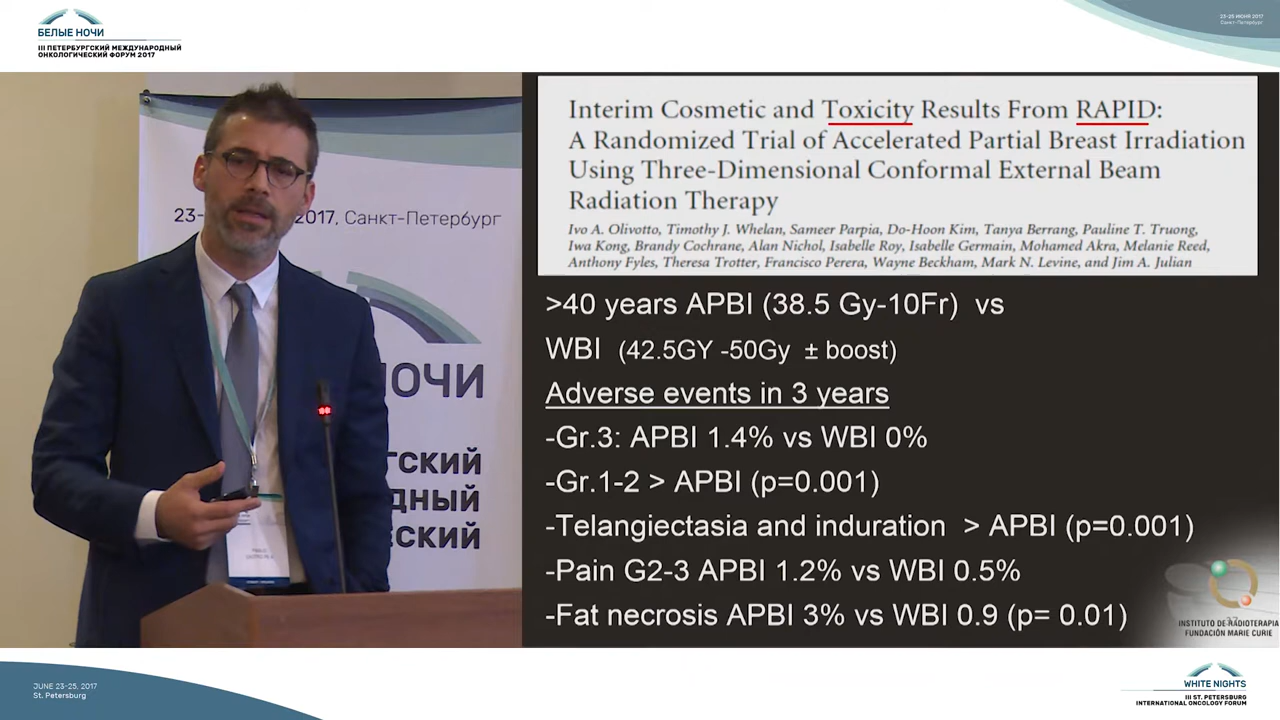 БЕЛЫЕ НОЧИ
III ПЕТЕРБУРГСКИЙ МЕЖДУНАРОДНЫЙ
ОНКОЛОГИЧЕСКИЙ ФОРУМ 2017
23-25 ИЮНЯ 2017
Санкт-Петербург
23- 2017, Санкт-Петербург
НОЧИ
ГСКИЙ
ДНЫЙ
ЕСКИЙ
Interim Cosmetic and Toxicity Results From RAPID:
A Randomized Trial of Accelerated Partial Breast Irradiation
Using Three-Dimensional Conformal External Beam
Radiation Therapy
Ivo A. Olivotto, Timothy J. Whelan, Sameer Parpia, Do-Hoon Kim, Tanya Berrang, Pauline T. Truong,
Iwa Kong, Brandy Cochrane, Alan Nichol, Isabelle Roy, Isabelle Germain, Mohamed Akra, Melanie Reed,
Anthony Fyles, Theresa Trotter, Francisco Perera, Wayne Beckham, Mark N. Levine, and Jim A. Julian
>40 years APBI (38.5 Gy-10Fr) vs
WBI (42.5GY -50Gy ± boost)
Adverse events in 3 years
-Gr.3: APBI 1.4% vs WBI 0%
-Gr.1-2 > APBI (p=0.001)
-Telangiectasia and induration > APBI (p=0.001)
-Pain G2-3 APBI 1.2% vs WBI 0.5%
-Fat necrosis APBI 3% vs WBI 0.9 (p= 0.01)
INSTITUTO DE RADIOTERAPIA
FUNDACIÓN MARIE CURIE
JUNE 23-25, 2017
St. Petersburg
WHITE NIGHTS
III ST. PETERSBURG
INTERNATIONAL ONCOLOGY FORUM